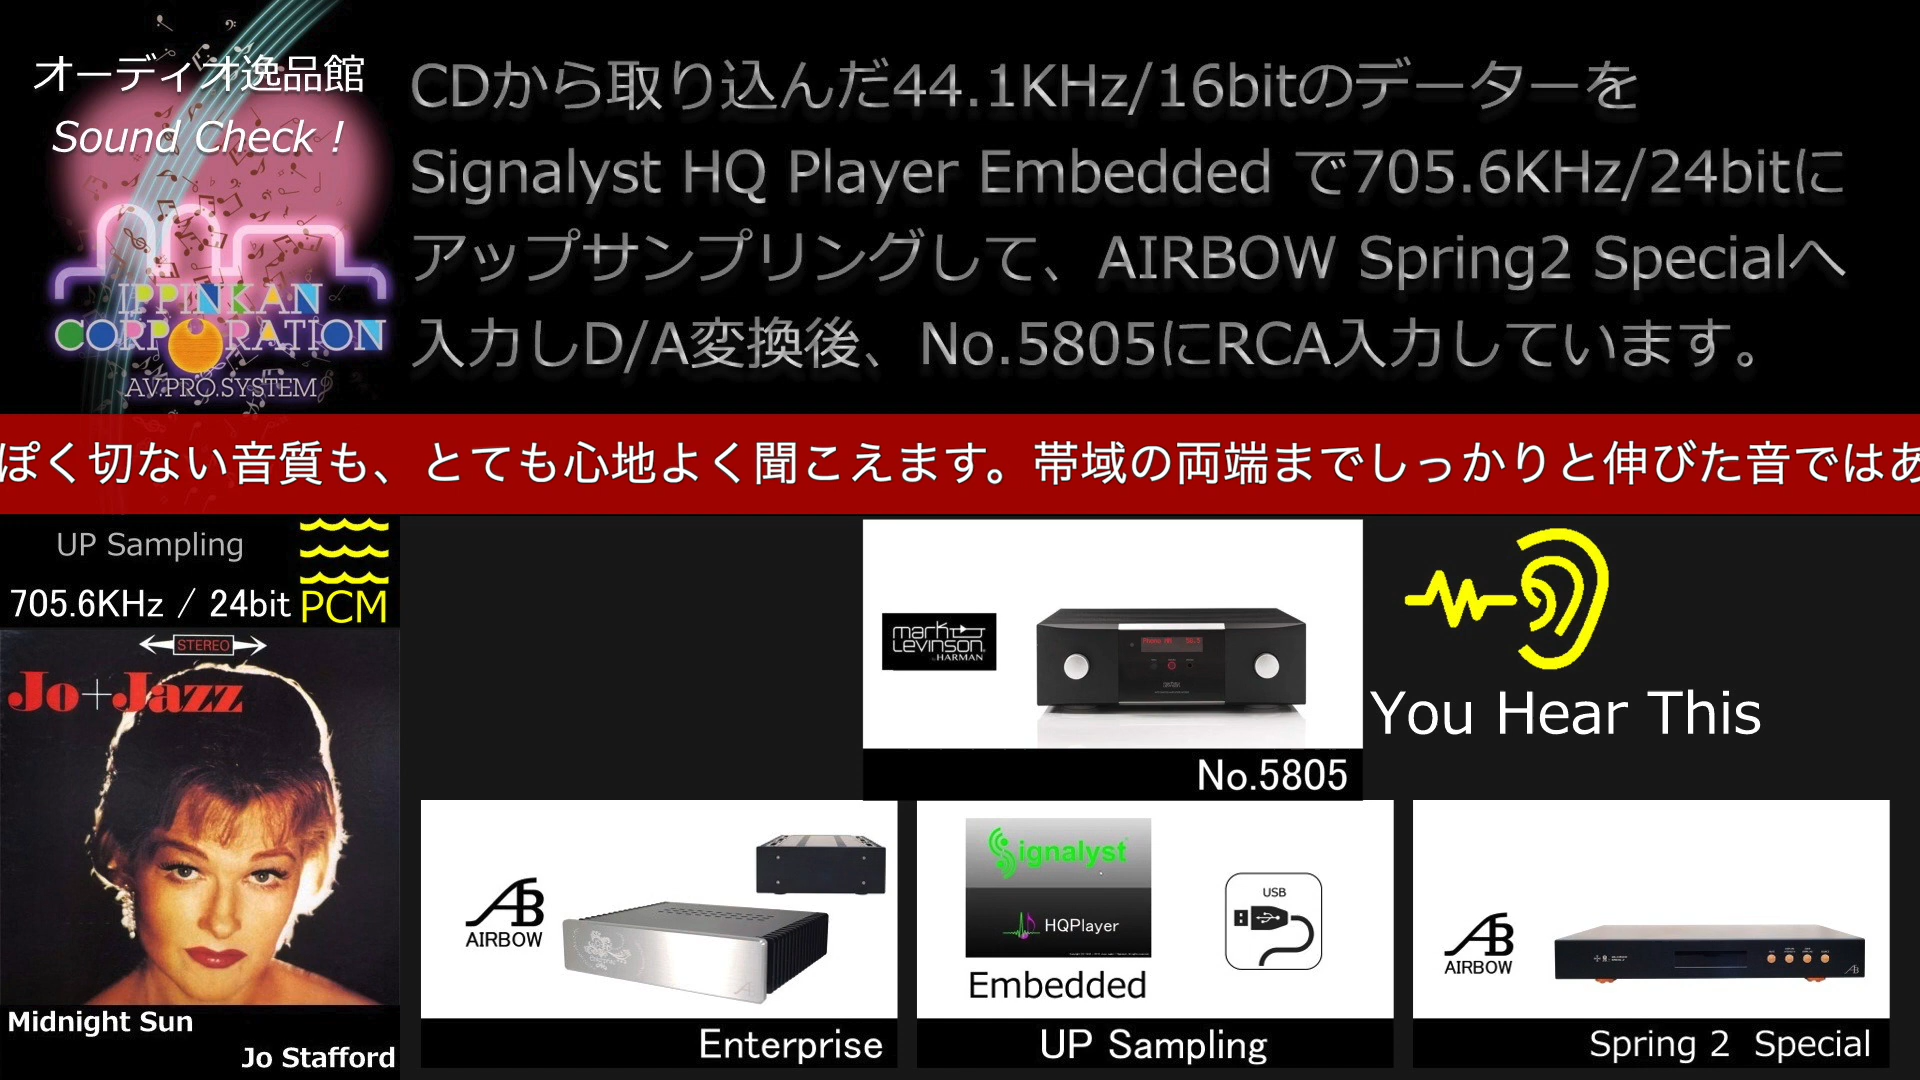 オーディオ逸品館
Sound Check !
IPPINKAN
CORPORATION
AV.PRO.SYSTEM
CDから取り込んだ44.1KHz/16bitのデーターを
Signalyst HQ Player Embedded で705.6KHz/24bitに
アップサンプリングして、AIRBOW Spring2 Specialへ
入力しD/A変換後、No.5805にRCA入力しています。
ぽく切ない音質も、とても心地よく聞こえます。帯域の両端までしっかりと伸びた音ではあ
UP Sampling
705.6KHz / 24bit PCM
STEREO
Jo+Jazz
Midnight Sun
Jo Stafford
mark
Levinson
by HARMAN
No.5805
You Hear This
AIRBOW
Enterprise
Signalyst
HQPlayer
Embedded
USB
UP Sampling
AIRBOW
Spring 2 Special